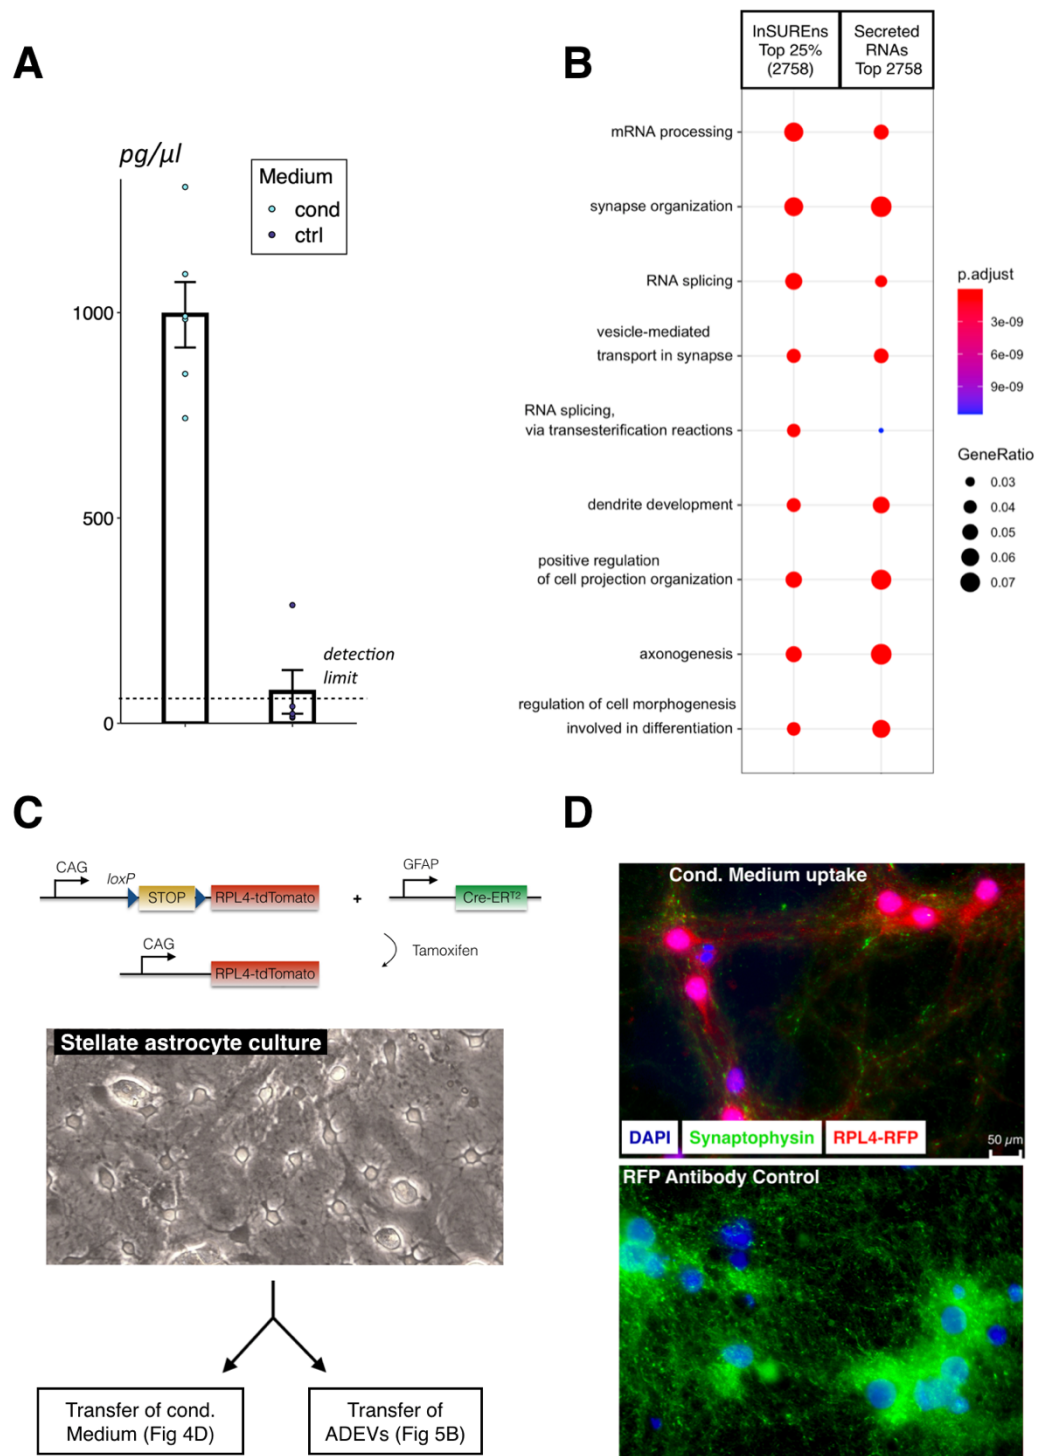 A
pg/µl
Medium
cond
ctrl
1000
500
0
detection
limit
B
InSUREns
Top 25%
(2758)
Secreted
RNAs
Top 2758
mRNA processing
synapse organization
RNA splicing
vesicle-mediated
transport in synapse
RNA splicing,
via transesterification reactions
dendrite development
positive regulation
of cell projection organization
axonogenesis
regulation of cell morphogenesis
involved in differentiation
p.adjust
3e-09
6e-09
9e-09
GeneRatio
0.03
0.04
0.05
0.06
0.07
C
CAG
loxP
STOP
RPL4-tdTomato
+
GFAP
Cre-ERT2
Tamoxifen
CAG
RPL4-tdTomato
Stellate astrocyte culture
Transfer of cond.
Medium (Fig 4D)
Transfer of
ADEVs (Fig 5B)
D
Cond. Medium uptake
DAPI
Synaptophysin
RPL4-RFP
50 µm
RFP Antibody Control